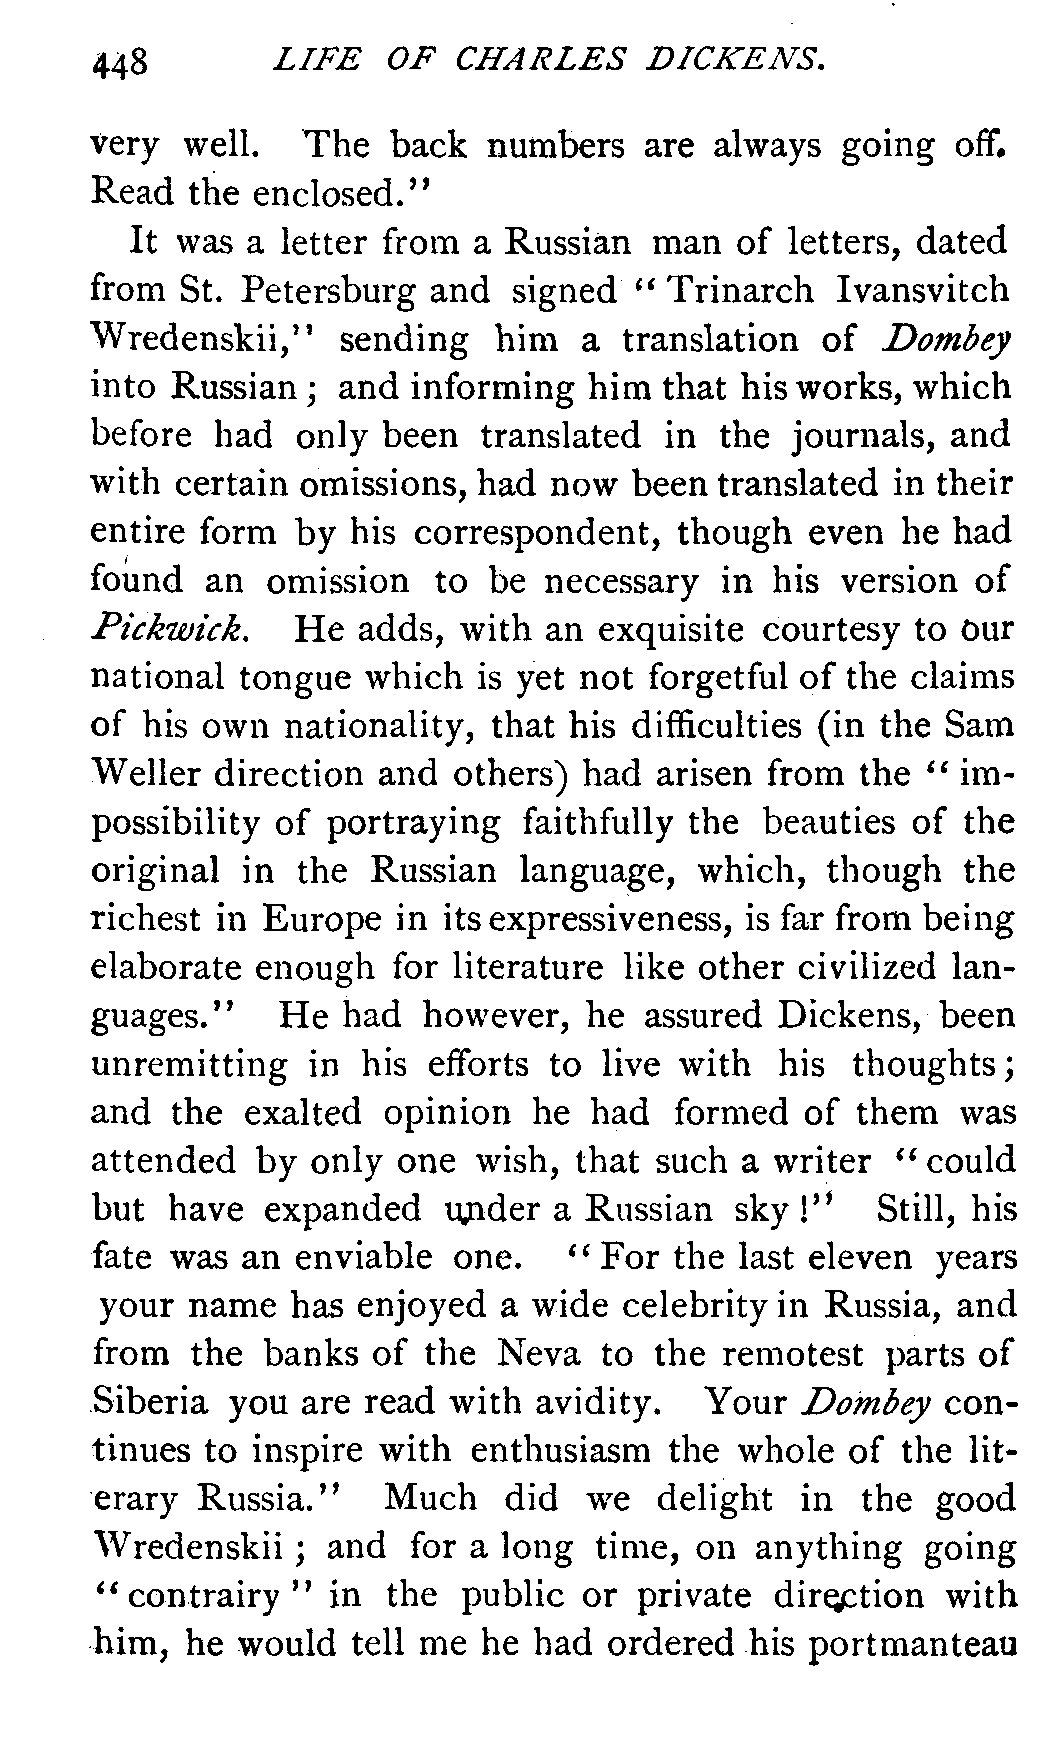 448 LIFE OF CHARLES DICKENS.
very well. The back numbers are always going off.
Read the enclosed."
It was a letter from a Russian man of letters, dated
from St. Petersburg and signed "Trinarch Ivansvitch
Wredenskii," sending him a translation of Dombey
into Russian; and informing him that his works, which
before had only been translated in the journals, and
with certain omissions, had now been translated in their
entire form by his correspondent, though even he had
found an omission to be necessary in his version of
Pickwick. He adds, with an exquisite courtesy to our
national tongue which is yet not forgetful of the claims
of his own nationality, that his difficulties (in the Sam
Weller direction and others) had arisen from the "im-
possibility of portraying faithfully the beauties of the
original in the Russian language, which, though the
richest in Europe in its expressiveness, is far from being
elaborate enough for literature like other civilized lan-
guages." He had however, he assured Dickens, been
unremitting in his efforts to live with his thoughts;
and the exalted opinion he had formed of them was
attended by only one wish, that such a writer "could
but have expanded under a Russian sky!" Still, his
fate was an enviable one. "For the last eleven years
your name has enjoyed a wide celebrity in Russia, and
from the banks of the Neva to the remotest parts of
Siberia you are read with avidity. Your Dombey con-
tinues to inspire with enthusiasm the whole of the lit-
erary Russia." Much did we delight in the good
Wredenskii; and for a long time, on anything going
"contrairy" in the public or private direction with
him, he would tell me he had ordered his portmanteau